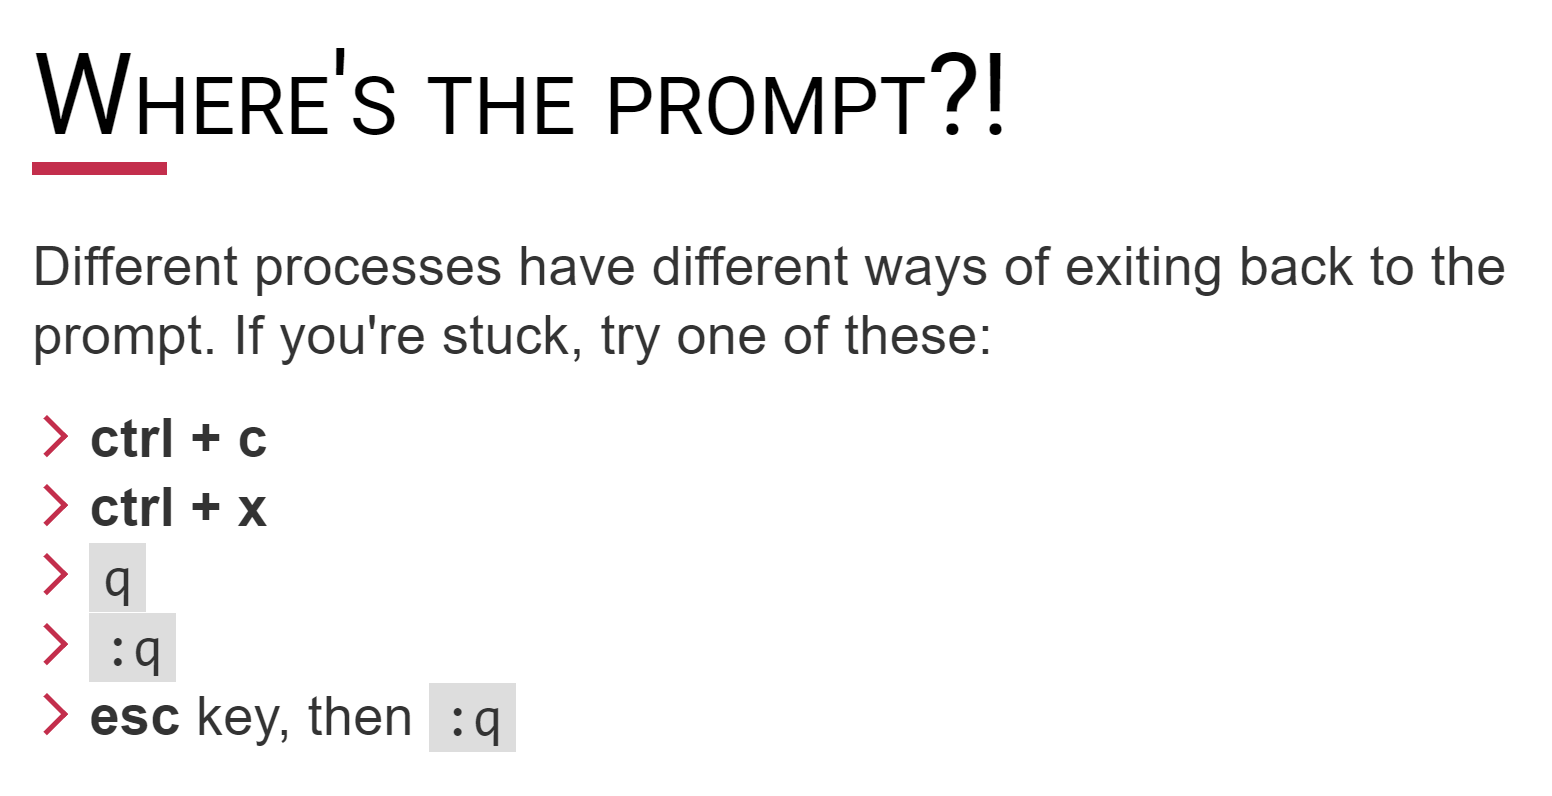 Where's the prompt?!
Different processes have different ways of exiting back to the
prompt. If you're stuck, try one of these:
ctrl + c
ctrl + x
q
:q
esc key, then :q